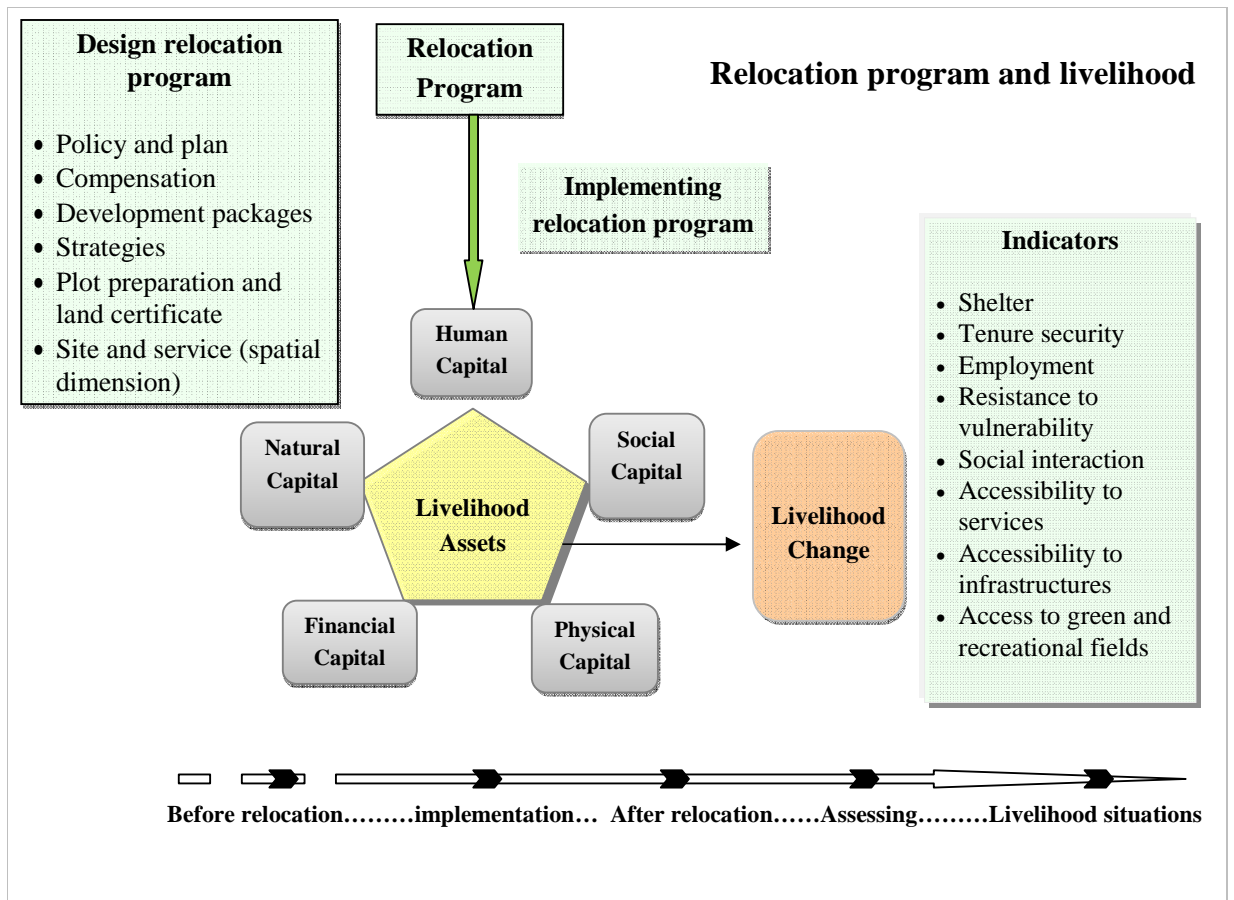 Design relocation
program
• Policy and plan
• Compensation
• Development packages
• Strategies
• Plot preparation and
land certificate
• Site and service (spatial
dimension)
Relocation
Program
Relocation program and livelihood
Implementing
relocation program
Human
Capital
Natural
Capital
Social
Capital
Livelihood
Assets
Financial
Capital
Physical
Capital
Livelihood
Change
Indicators
• Shelter
• Tenure security
• Employment
• Resistance to
vulnerability
• Social interaction
• Accessibility to
services
• Accessibility to
infrastructures
• Access to green and
recreational fields
Before relocation………implementation… After relocation……Assessing………Livelihood situations